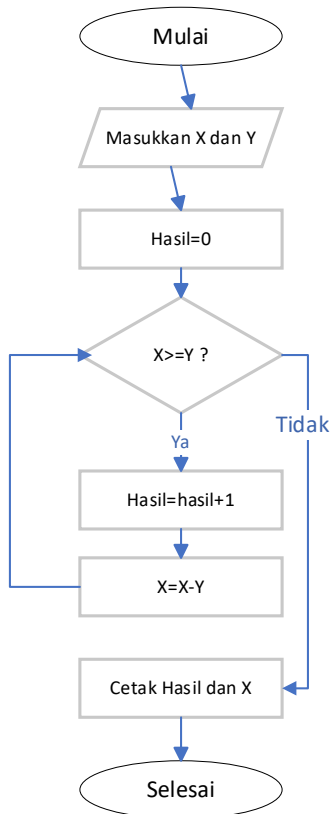 Mulai
Masukkan X dan Y
Hasil=0
X>=Y ?
Tidak
Ya
Hasil=hasil+1
X=X-Y
Cetak Hasil dan X
Selesai